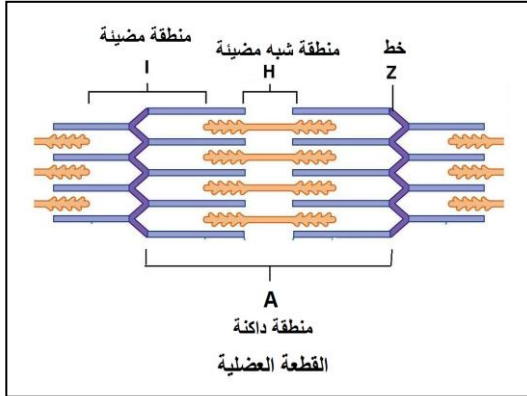 منطقة مضيئة
I
منطقة شبه مضيئة
H
خط
Z
A
منطقة داكنة
القطعة العضلية